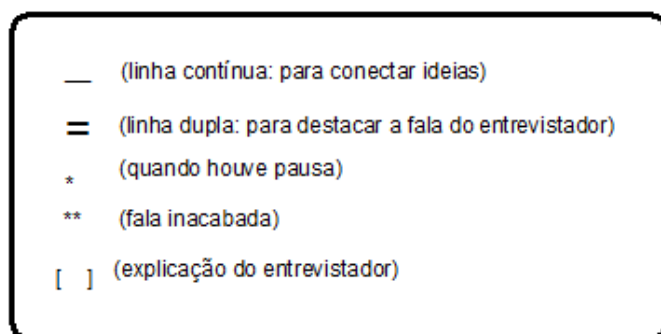 — (linha contínua: para conectar ideias)
= (linha dupla: para destacar a fala do entrevistador)
* (quando houve pausa)
** (fala inacabada)
[ ] (explicação do entrevistador)